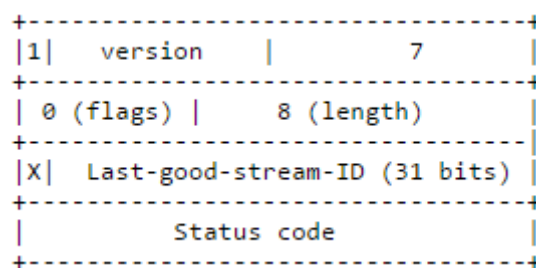 +----------------------------------+
|1|   version   |         7        |
+----------------------------------+
| 0 (flags) |     8 (length)       |
+----------------------------------|
|X|  Last-good-stream-ID (31 bits) |
+----------------------------------+
|          Status code             |
+----------------------------------+